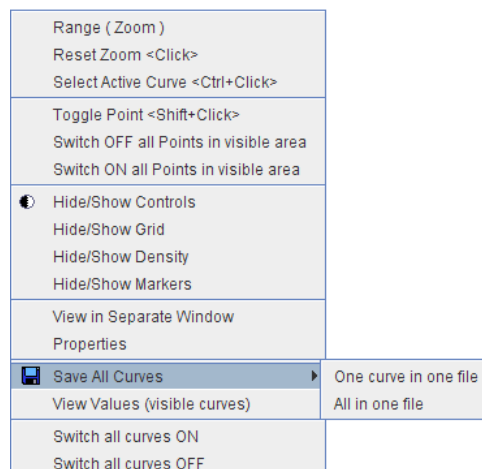 Range ( Zoom )
Reset Zoom <Click>
Select Active Curve <Ctrl+Click>
Toggle Point <Shift+Click>
Switch OFF all Points in visible area
Switch ON all Points in visible area
Hide/Show Controls
Hide/Show Grid
Hide/Show Density
Hide/Show Markers
View in Separate Window
Properties
Save All Curves
One curve in one file
View Values (visible curves)
All in one file
Switch all curves ON
Switch all curves OFF